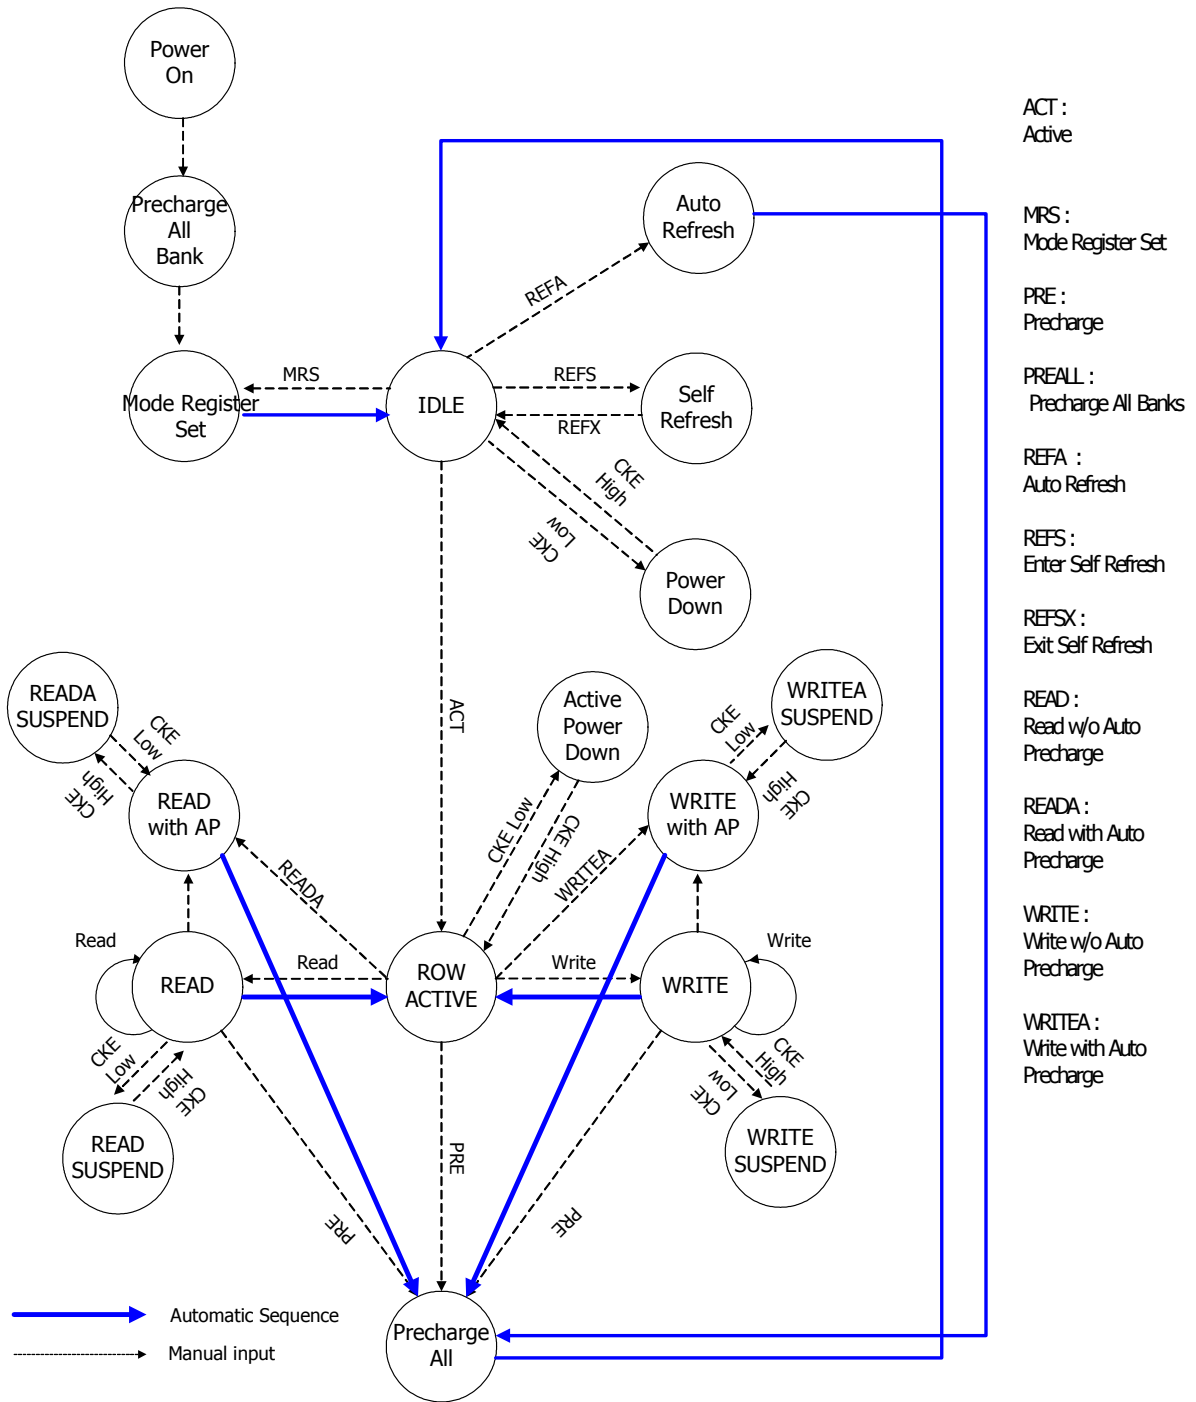 Power
On
Precharge
All
Bank
Mode Register
Set
MRS
IDLE
REFA
Auto
Refresh
REFS
REFX
Self
Refresh
CKE
High
CKE
Low
Power
Down
ACT
READA
SUSPEND
CKE
Low
CKE
High
READ
with AP
READA
Active
Power
Down
CKE Low
CKE High
WRITEA
WRITEA
SUSPEND
CKE
Low
CKE
High
WRITE
with AP
Read
READ
Read
ROW
ACTIVE
Write
WRITE
Write
CKE
Low
CKE
High
READ
SUSPEND
CKE
High
CKE
Low
WRITE
SUSPEND
PRE
PRE
PRE
Precharge
All
Automatic Sequence
Manual input
ACT :
Active
MRS :
Mode Register Set
PRE :
Precharge
PREALL :
Precharge All Banks
REFA :
Auto Refresh
REFS :
Enter Self Refresh
REFSX :
Exit Self Refresh
READ :
Read w/o Auto
Precharge
READA :
Read with Auto
Precharge
WRITE :
Write w/o Auto
Precharge
WRITEA :
Write with Auto
Precharge